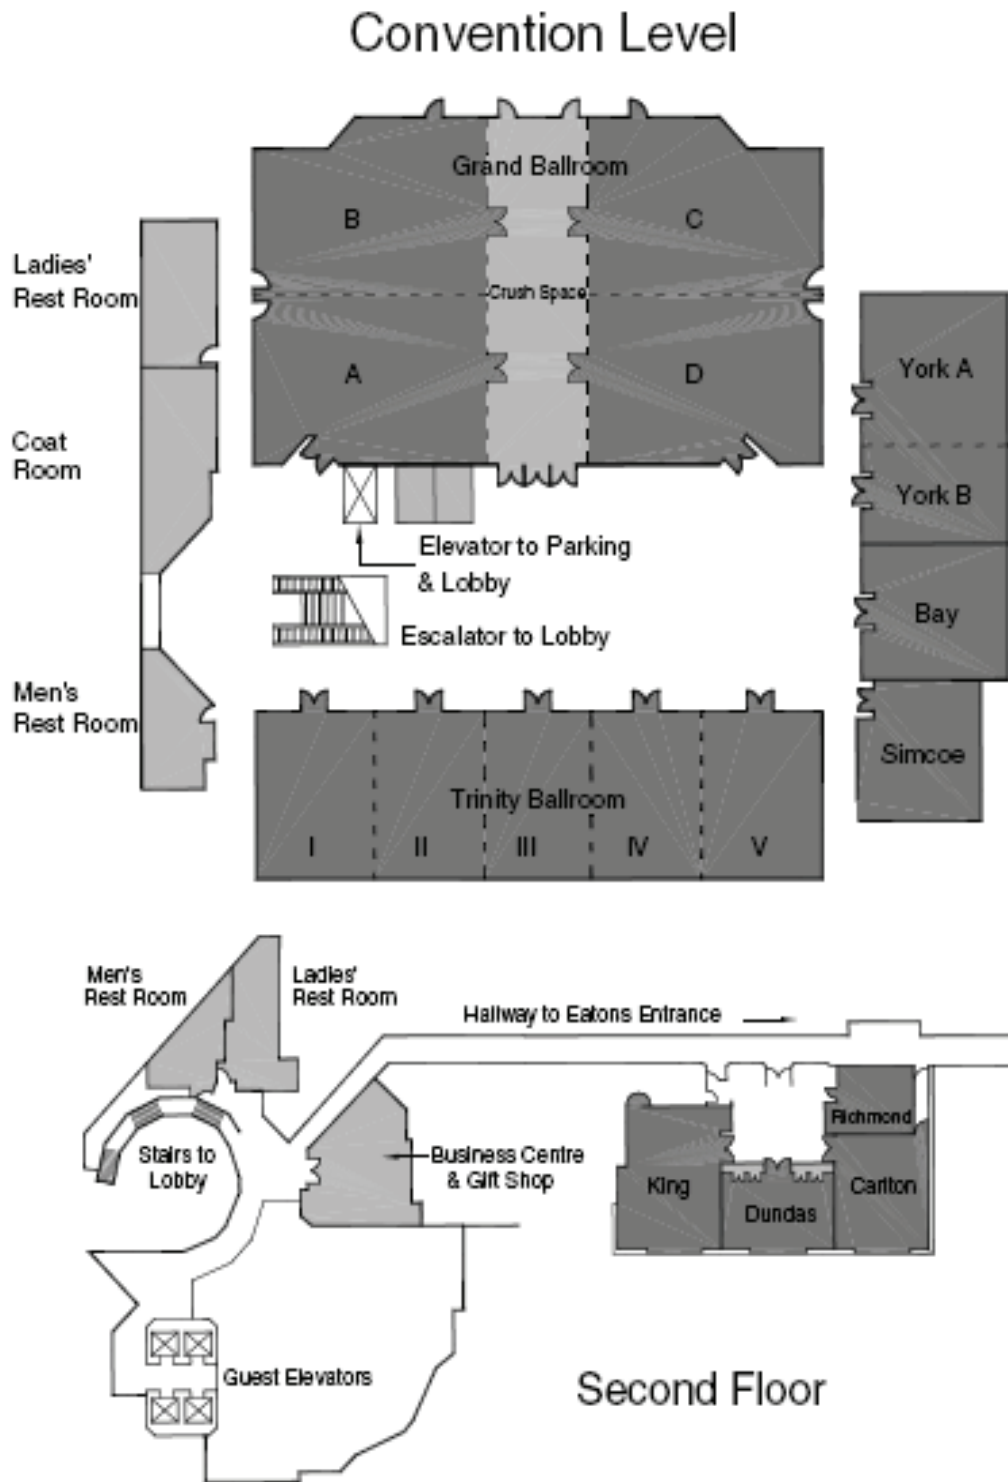 Convention Level
Grand Ballroom
B
C
Ladies'
Rest Room
Crush Space
A
D
York A
Coat
Room
York B
Elevator to Parking
& Lobby
Bay
Escalator to Lobby
Men's
Rest Room
Simcoe
Trinity Ballroom
I
II
III
IV
V
Men's
Rest Room
Ladies'
Rest Room
Hallway to Eatons Entrance
Richmond
Stairs to
Lobby
Business Centre
& Gift Shop
King
Carlton
Dundas
Guest Elevators
Second Floor